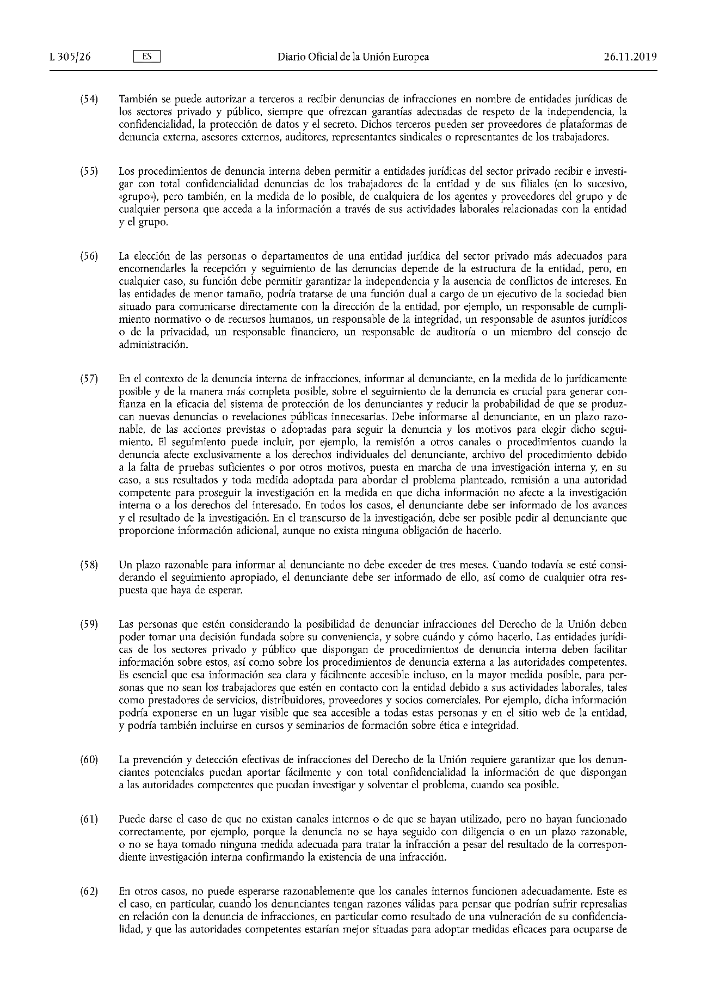 L 305/26 ES Diario Oficial de la Unión Europea 26.11.2019
(54) También se puede autorizar a terceros a recibir denuncias de infracciones en nombre de entidades jurídicas de
los sectores privado y público, siempre que ofrezcan garantías adecuadas de respeto de la independencia, la
confidencialidad, la protección de datos y el secreto. Dichos terceros pueden ser proveedores de plataformas de
denuncia externa, asesores externos, auditores, representantes sindicales o representantes de los trabajadores.
(55) Los procedimientos de denuncia interna deben permitir a entidades jurídicas del sector privado recibir e investi-
gar con total confidencialidad denuncias de los trabajadores de la entidad y de sus filiales (en lo sucesivo,
«grupo»), pero también, en la medida de lo posible, de cualquiera de los agentes y proveedores del grupo y de
cualquier persona que acceda a la información a través de sus actividades laborales relacionadas con la entidad
y el grupo.
(56) La elección de las personas o departamentos de una entidad jurídica del sector privado más adecuados para
encomendarles la recepción y seguimiento de las denuncias depende de la estructura de la entidad, pero, en
cualquier caso, su función debe permitir garantizar la independencia y la ausencia de conflictos de intereses. En
las entidades de menor tamaño, podría tratarse de una función dual a cargo de un ejecutivo de la sociedad bien
situado para comunicarse directamente con la dirección de la entidad, por ejemplo, un responsable de cumpli-
miento normativo o de recursos humanos, un responsable de la integridad, un responsable de asuntos jurídicos
o de la privacidad, un responsable financiero, un responsable de auditoría o un miembro del consejo de
administración.
(57) En el contexto de la denuncia interna de infracciones, informar al denunciante, en la medida de lo jurídicamente
posible y de la manera más completa posible, sobre el seguimiento de la denuncia es crucial para generar con-
fianza en la eficacia del sistema de protección de los denunciantes y reducir la probabilidad de que se produz-
can nuevas denuncias o revelaciones públicas innecesarias. Debe informarse al denunciante, en un plazo razo-
nable, de las acciones previstas o adoptadas para seguir la denuncia y los motivos para elegir dicho segui-
miento. El seguimiento puede incluir, por ejemplo, la remisión a otros canales o procedimientos cuando la
denuncia afecte exclusivamente a los derechos individuales del denunciante, archivo del procedimiento debido
a la falta de pruebas suficientes o por otros motivos, puesta en marcha de una investigación interna y, en su
caso, a sus resultados y toda medida adoptada para abordar el problema planteado, remisión a una autoridad
competente para proseguir la investigación en la medida en que dicha información no afecte a la investigación
interna o a los derechos del interesado. En todos los casos, el denunciante debe ser informado de los avances
y el resultado de la investigación. En el transcurso de la investigación, debe ser posible pedir al denunciante que
proporcione información adicional, aunque no exista ninguna obligación de hacerlo.
(58) Un plazo razonable para informar al denunciante no debe exceder de tres meses. Cuando todavía se esté consi-
derando el seguimiento apropiado, el denunciante debe ser informado de ello, así como de cualquier otra res-
puesta que haya de esperar.
(59) Las personas que estén considerando la posibilidad de denunciar infracciones del Derecho de la Unión deben
poder tomar una decisión fundada sobre su conveniencia, y sobre cuándo y cómo hacerlo. Las entidades jurídi-
cas de los sectores privado y público que dispongan de procedimientos de denuncia interna deben facilitar
información sobre estos, así como sobre los procedimientos de denuncia externa a las autoridades competentes.
Es esencial que esa información sea clara y fácilmente accesible incluso, en la mayor medida posible, para per-
sonas que no sean los trabajadores que estén en contacto con la entidad debido a sus actividades laborales, tales
como prestadores de servicios, distribuidores, proveedores y socios comerciales. Por ejemplo, dicha información
podría exponerse en un lugar visible que sea accesible a todas estas personas y en el sitio web de la entidad,
y podría también incluirse en cursos y seminarios de formación sobre ética e integridad.
(60) La prevención y detección efectivas de infracciones del Derecho de la Unión requiere garantizar que los denun-
ciantes potenciales puedan aportar fácilmente y con total confidencialidad la información de que dispongan
a las autoridades competentes que puedan investigar y solventar el problema, cuando sea posible.
(61) Puede darse el caso de que no existan canales internos o de que se hayan utilizado, pero no hayan funcionado
correctamente, por ejemplo, porque la denuncia no se haya seguido con diligencia o en un plazo razonable,
o no se haya tomado ninguna medida adecuada para tratar la infracción a pesar del resultado de la correspon-
diente investigación interna confirmando la existencia de una infracción.
(62) En otros casos, no puede esperarse razonablemente que los canales internos funcionen adecuadamente. Este es
el caso, en particular, cuando los denunciantes tengan razones válidas para pensar que podrían sufrir represalias
en relación con la denuncia de infracciones, en particular como resultado de una vulneración de su confidencia-
lidad, y que las autoridades competentes estarían mejor situadas para adoptar medidas eficaces para ocuparse de